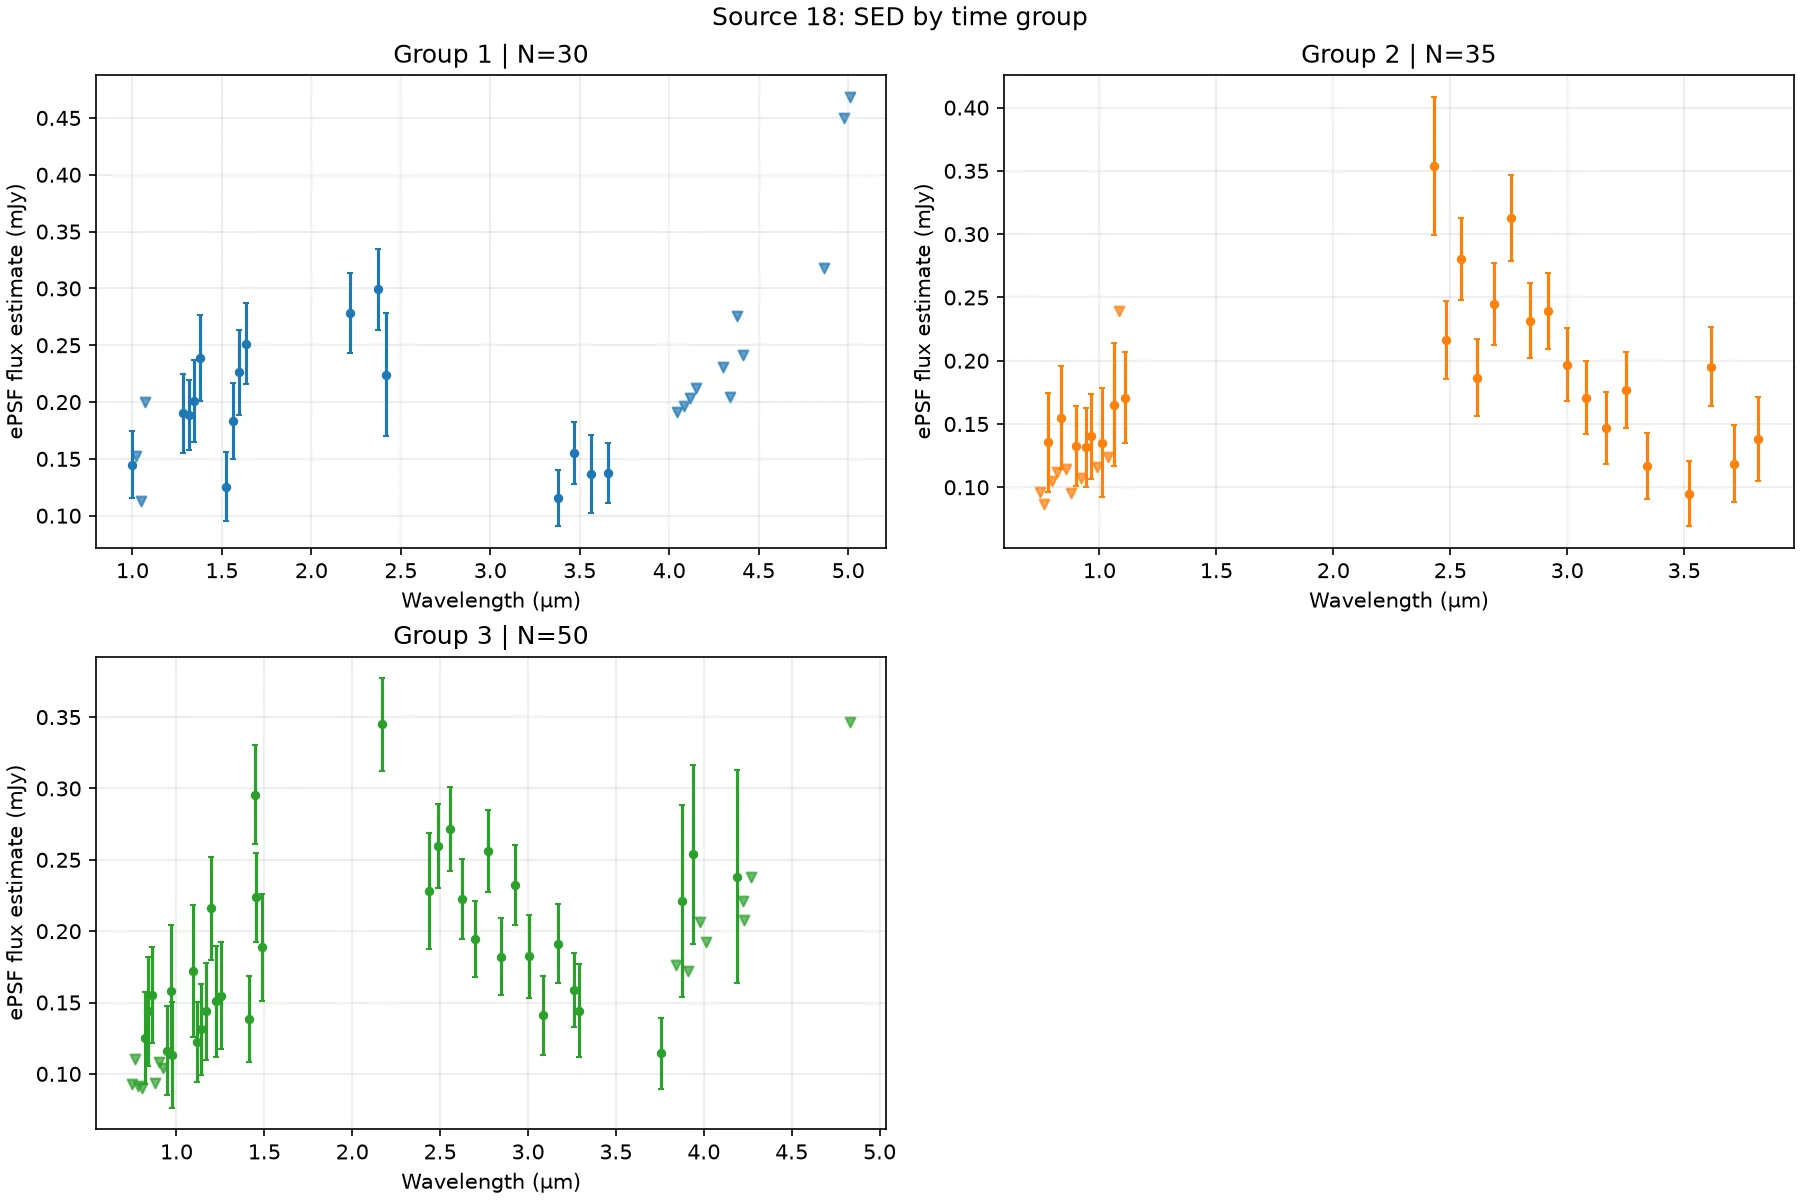 Source 18: SED by time group
Group 1 | N=30
ePSF flux estimate (mJy)
0.45
0.40
0.35
0.30
0.25
0.20
0.15
0.10
1.0 1.5 2.0 2.5 3.0 3.5 4.0 4.5 5.0
Wavelength (µm)
Group 2 | N=35
ePSF flux estimate (mJy)
0.40
0.35
0.30
0.25
0.20
0.15
0.10
1.0 1.5 2.0 2.5 3.0 3.5
Wavelength (µm)
Group 3 | N=50
ePSF flux estimate (mJy)
0.35
0.30
0.25
0.20
0.15
0.10
1.0 1.5 2.0 2.5 3.0 3.5 4.0 4.5 5.0
Wavelength (µm)